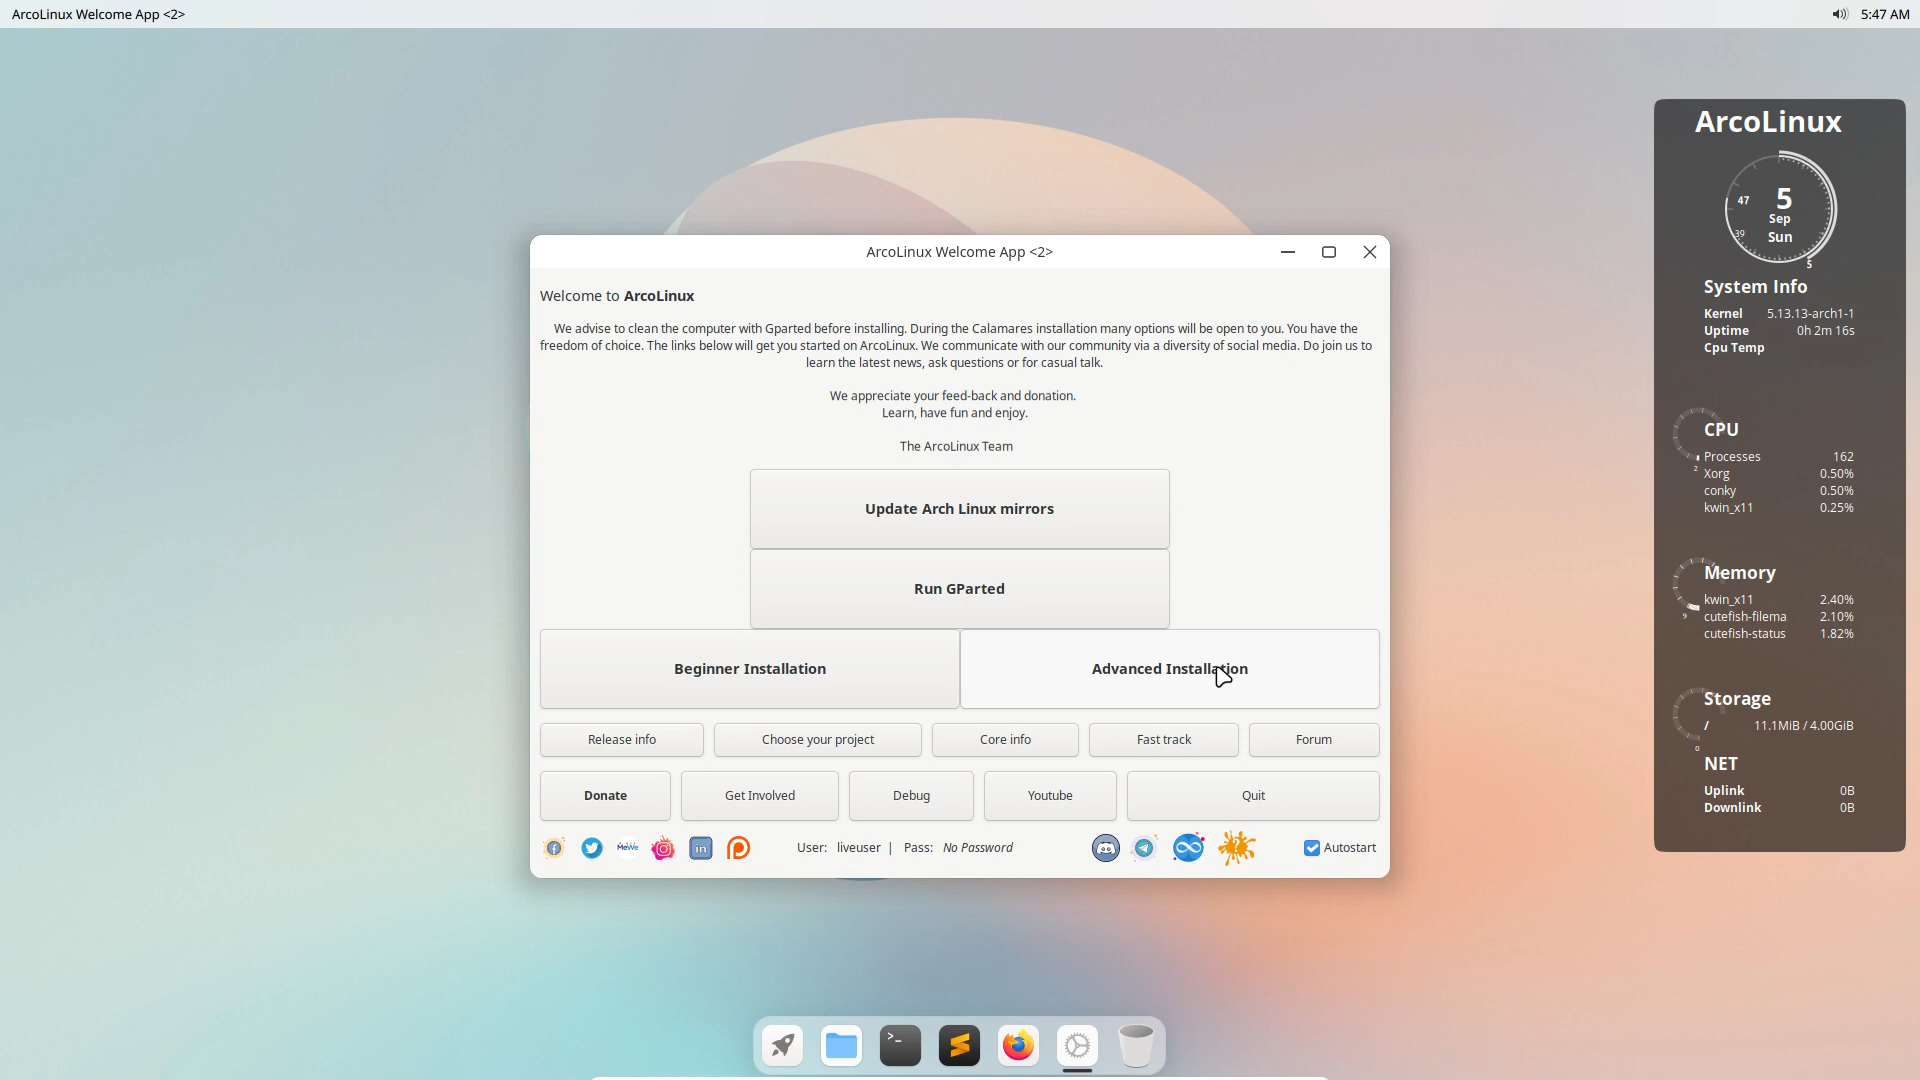 ArcoLinux Welcome App <2>
5:47 AM
ArcoLinux Welcome App <2>
Welcome to ArcoLinux
We advise to clean the computer with Gparted before installing. During the Calamares installation many options will be open to you. You have the
freedom of choice. The links below will get you started on ArcoLinux. We communicate with our community via a diversity of social media. Do join us to
learn the latest news, ask questions or for casual talk.
We appreciate your feed-back and donation.
Learn, have fun and enjoy.
The ArcoLinux Team
Update Arch Linux mirrors
Run GParted
Beginner Installation
Advanced Installation
Release info
Choose your project
Core info
Fast track
Forum
Donate
Get Involved
Debug
Youtube
Quit
MeWe
in
User: liveuser | Pass: No Password
Autostart
ArcoLinux
47
5
Sep
39
Sun
5
System Info
Kernel 5.13.13-arch1-1
Uptime 0h 2m 16s
Cpu Temp
CPU
Processes 162
2
Xorg 0.50%
conky 0.50%
kwin_x11 0.25%
Memory
kwin_x11 2.40%
9
cutefish-filema 2.10%
cutefish-status 1.82%
Storage
/ 11.1MiB / 4.00GiB
0
NET
Uplink 0B
Downlink 0B
>_